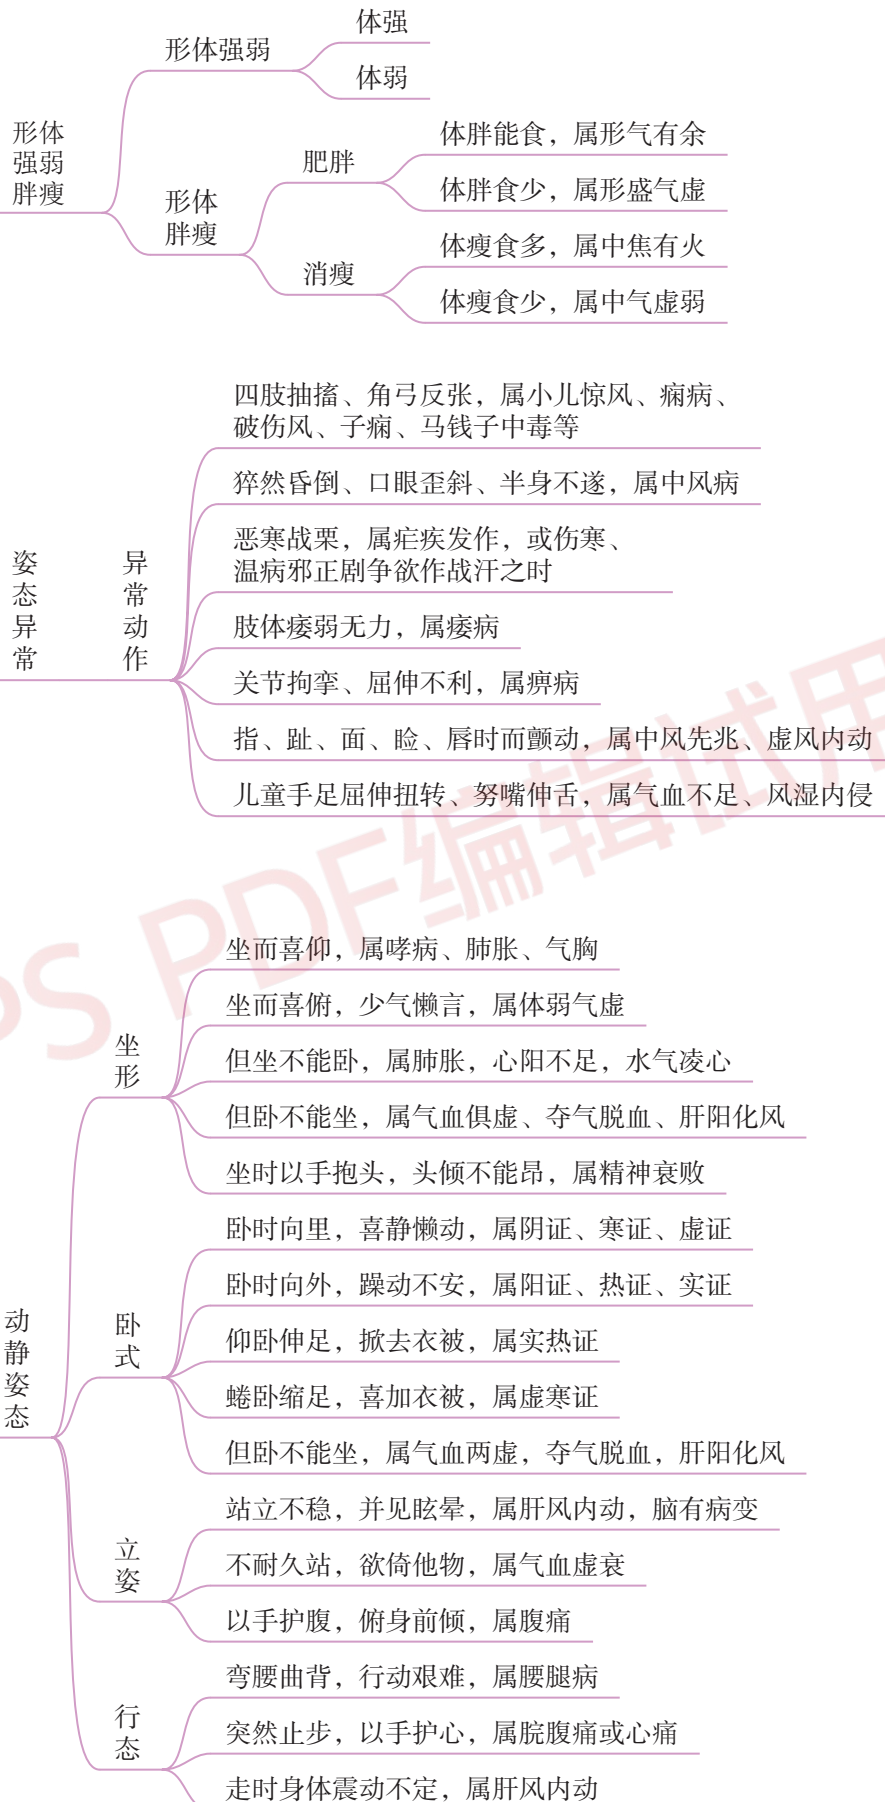 形体
强弱
胖瘦
形体强弱
体强
体弱
形体
胖瘦
肥胖
体胖能食，属形气有余
体胖食少，属形盛气虚
消瘦
体瘦食多，属中焦有火
体瘦食少，属中气虚弱
姿态异常
异常动作
四肢抽搐、角弓反张，属小儿惊风、痫病、
破伤风、子痫、马钱子中毒等
猝然昏倒、口眼歪斜、半身不遂，属中风病
恶寒战栗，属疟疾发作，或伤寒、
温病邪正剧争欲作战汗之时
肢体痿弱无力，属痿病
关节拘挛、屈伸不利，属痹病
指、趾、面、睑、唇时而颤动，属中风先兆、虚风内动
儿童手足屈伸扭转、努嘴伸舌，属气血不足、风湿内侵
动静姿态
坐形
坐而喜仰，属哮病、肺胀、气胸
坐而喜俯，少气懒言，属体弱气虚
但坐不能卧，属肺胀，心阳不足，水气凌心
但卧不能坐，属气血俱虚、夺气脱血、肝阳化风
坐时以手抱头，头倾不能昂，属精神衰败
卧式
卧时向里，喜静懒动，属阴证、寒证、虚证
卧时向外，躁动不安，属阳证、热证、实证
仰卧伸足，掀去衣被，属实热证
蜷卧缩足，喜加衣被，属虚寒证
但卧不能坐，属气血两虚，夺气脱血，肝阳化风
立姿
站立不稳，并见眩晕，属肝风内动，脑有病变
不耐久站，欲倚他物，属气血虚衰
以手护腹，俯身前倾，属腹痛
行态
弯腰曲背，行动艰难，属腰腿病
突然止步，以手护心，属脘腹痛或心痛
走时身体震动不定，属肝风内动
PS PDF编辑试用